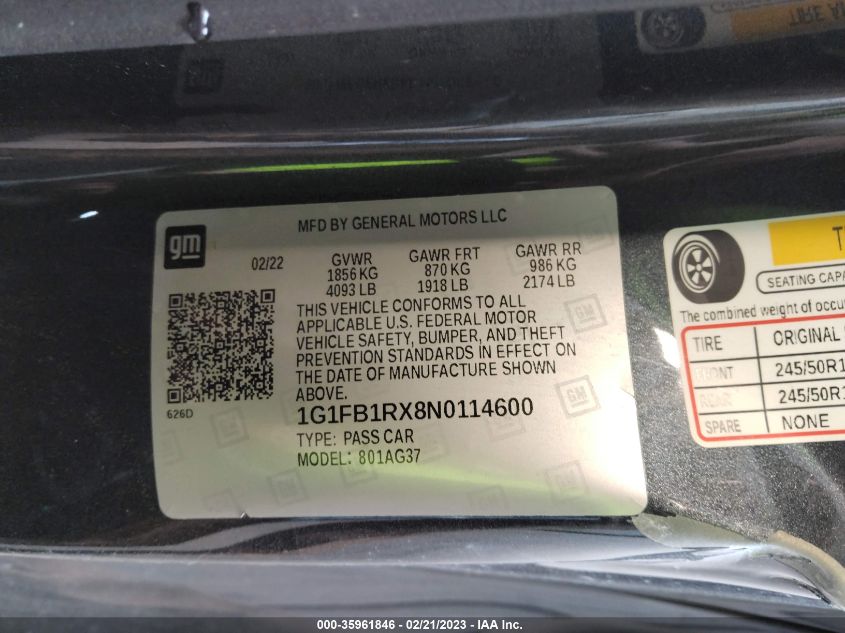 TIRE A
gm
MFD BY GENERAL MOTORS LLC
02/22
GVWR GAWR FRT GAWR RR
1856 KG 870 KG 986 KG
4093 LB 1918 LB 2174 LB
THIS VEHICLE CONFORMS TO ALL
APPLICABLE U.S. FEDERAL MOTOR
VEHICLE SAFETY, BUMPER, AND THEFT
PREVENTION STANDARDS IN EFFECT ON
THE DATE OF MANUFACTURE SHOWN
ABOVE.
626D
1G1FB1RX8N0114600
TYPE: PASS CAR
MODEL: 801AG37
T
SEATING CAPA
The combined weight of occu
TIRE ORIGINAL
FRONT 245/50R1
REAR 245/50R1
SPARE NONE
000-35961846 - 02/21/2023 - IAA Inc.